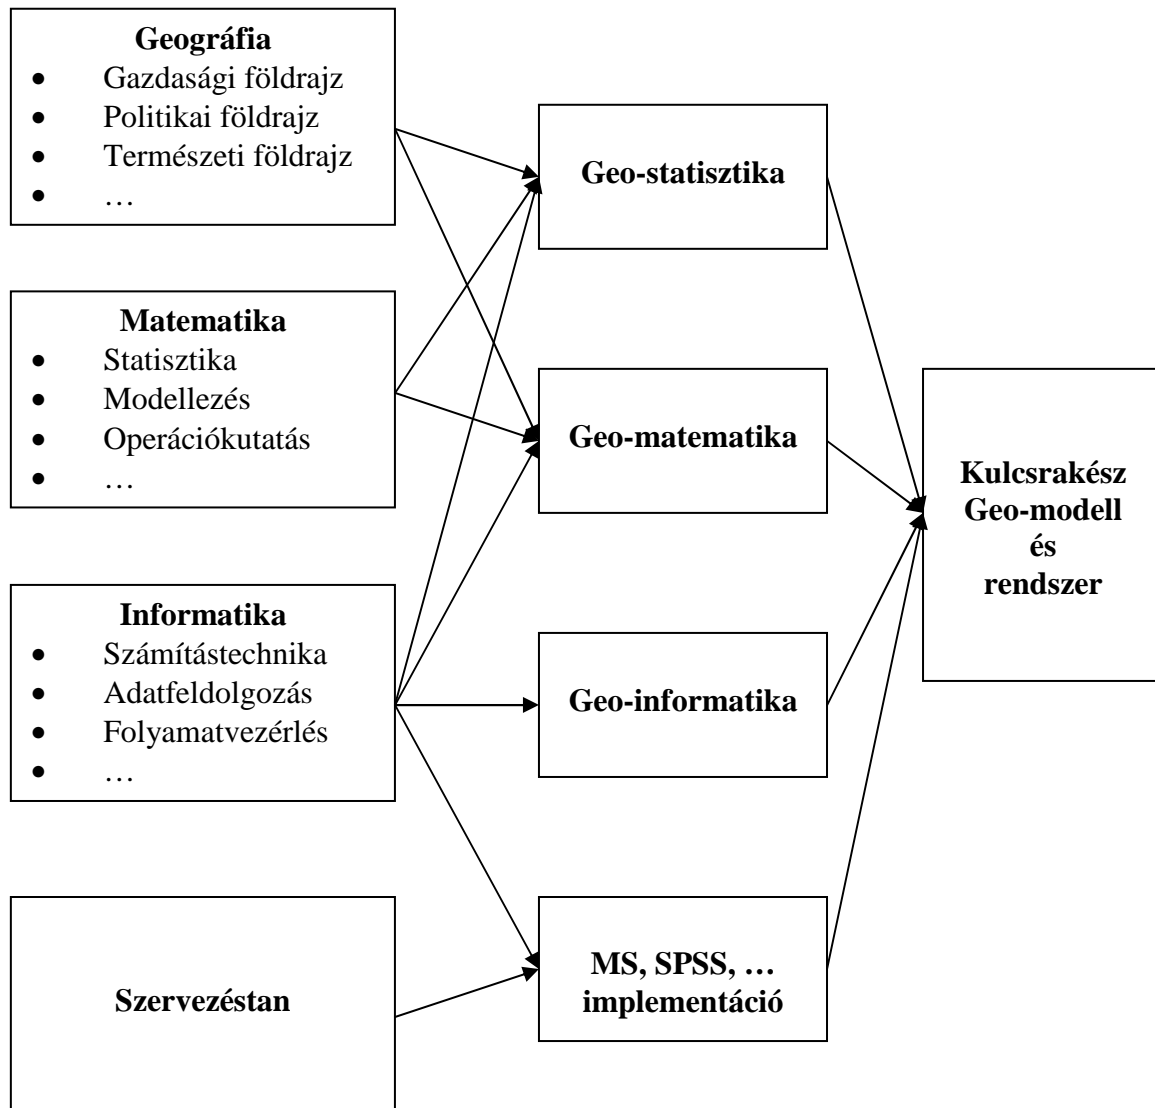 Geográfia
• Gazdasági földrajz
• Politikai földrajz
• Természeti földrajz
• …
Matematika
• Statisztika
• Modellezés
• Operációkutatás
• …
Informatika
• Számítástechnika
• Adatfeldolgozás
• Folyamatvezérlés
• …
Szervezéstan
Geo-statisztika
Geo-matematika
Geo-informatika
MS, SPSS, …
implementáció
Kulcsrakész
Geo-modell
és
rendszer